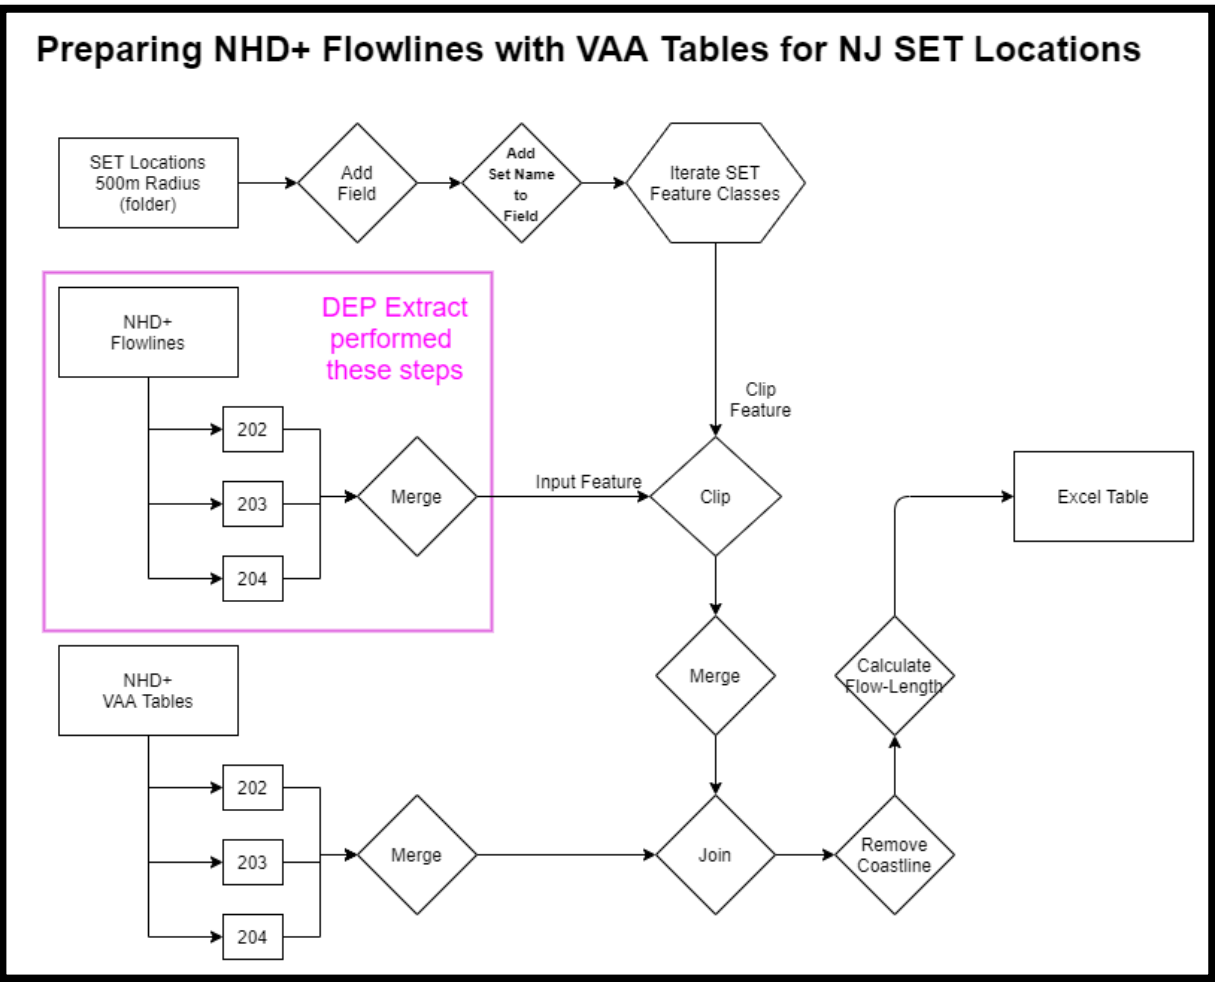 Preparing NHD+ Flowlines with VAA Tables for NJ SET Locations
SET Locations
500m Radius
(folder)
Add
Field
Add
Set Name
to
Field
Iterate SET
Feature Classes
NHD+
Flowlines
DEP Extract
performed
these steps
202
203
204
Merge
Input Feature
Clip
Feature
Clip
Excel Table
Merge
Calculate
Flow-Length
NHD+
VAA Tables
202
203
204
Merge
Join
Remove
Coastline